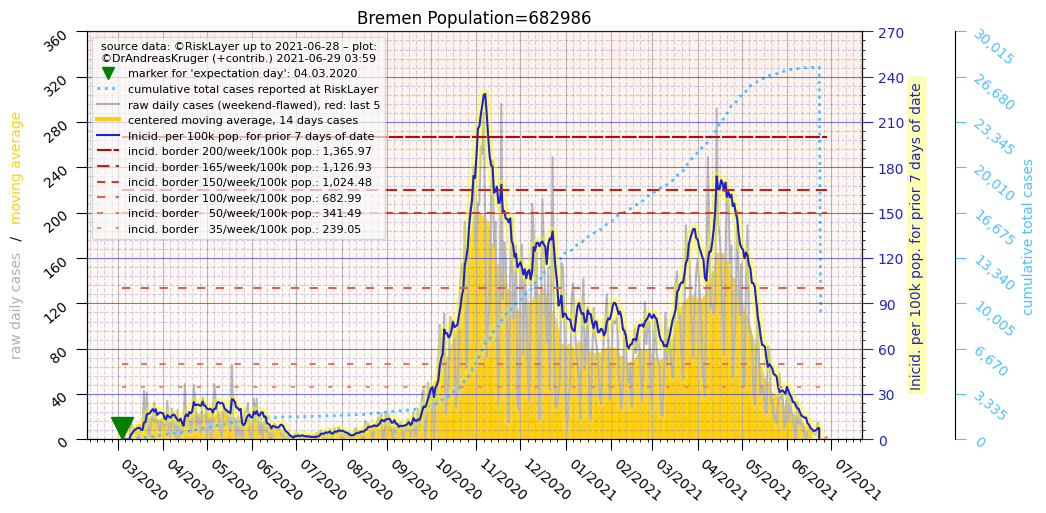 Bremen Population=682986
source data: ©RiskLayer up to 2021-06-28 – plot:
©DrAndreasKruger (+contrib.) 2021-06-29 03:59
marker for 'expectation day': 04.03.2020
cumulative total cases reported at RiskLayer
raw daily cases (weekend-flawed), red: last 5
centered moving average, 14 days cases
Inicid. per 100k pop. for prior 7 days of date
incid. border 200/week/100k pop.: 1,365.97
incid. border 165/week/100k pop.: 1,126.93
incid. border 150/week/100k pop.: 1,024.48
incid. border 100/week/100k pop.: 682.99
incid. border 50/week/100k pop.: 341.49
incid. border 35/week/100k pop.: 239.05
raw daily cases / moving average
360
320
280
240
200
160
120
80
40
0
03/2020
04/2020
05/2020
06/2020
07/2020
08/2020
09/2020
10/2020
11/2020
12/2020
01/2021
02/2021
03/2021
04/2021
05/2021
06/2021
07/2021
270
240
210
180
150
120
90
60
30
0
Inicid. per 100k pop. for prior 7 days of date
30,015
26,680
23,345
20,010
16,675
13,340
10,005
6,670
3,335
0
cumulative total cases